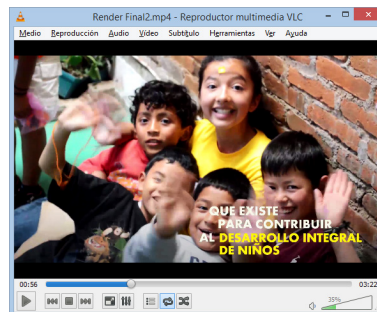 Render Final2.mp4 - Reproductor multimedia VLC
Medio Reproducción Audio Vídeo Subtítulo Herramientas Ver Ayuda
QUE EXISTE
PARA CONTRIBUIR
AL DESARROLLO INTEGRAL
DE NIÑOS
00:56 03:22
35%